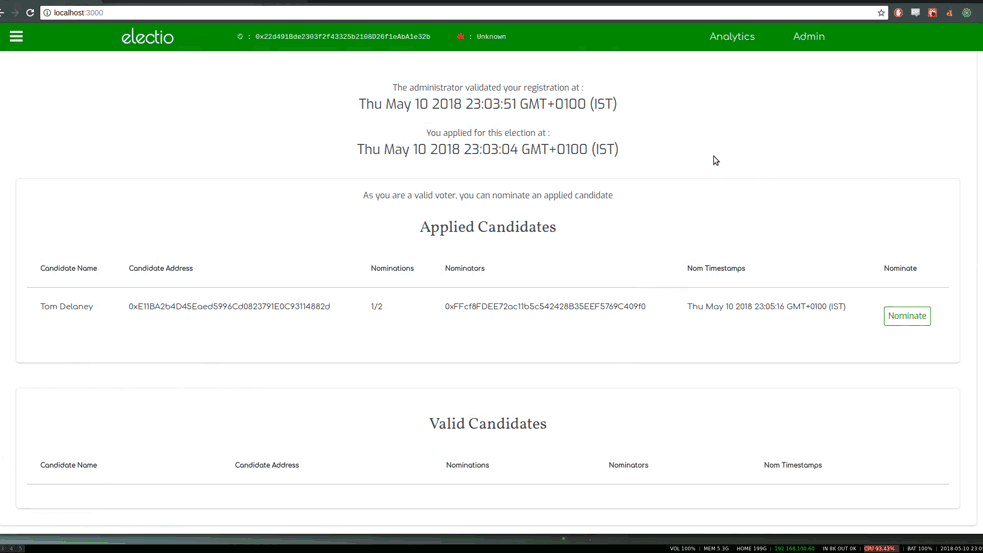 localhost:3000
electio
: 0x22d491Bde2303f2f43325b2108D26f1eAbA1e32b
: Unknown
Analytics
Admin
The administrator validated your registration at :
Thu May 10 2018 23:03:51 GMT+0100 (IST)
You applied for this election at :
Thu May 10 2018 23:03:04 GMT+0100 (IST)
As you are a valid voter, you can nominate an applied candidate
Applied Candidates
Candidate Name Candidate Address Nominations Nominators Nom Timestamps Nominate
Tom Delaney 0xE11BA2b4D45Eaed5996Cd0823791E0C93114882d 1/2 0xFFcf8FDEE72ac11b5c542428B35EEF5769C409f0 Thu May 10 2018 23:05:16 GMT+0100 (IST) Nominate
Valid Candidates
Candidate Name Candidate Address Nominations Nominators Nom Timestamps
3 4 5 VOL 100% | MEM 5.3G HOME 199G | 192.168.100.60 IN 8K OUT 0K | CPU 93.43% | BAT 100% | 2018-05-10 23:0